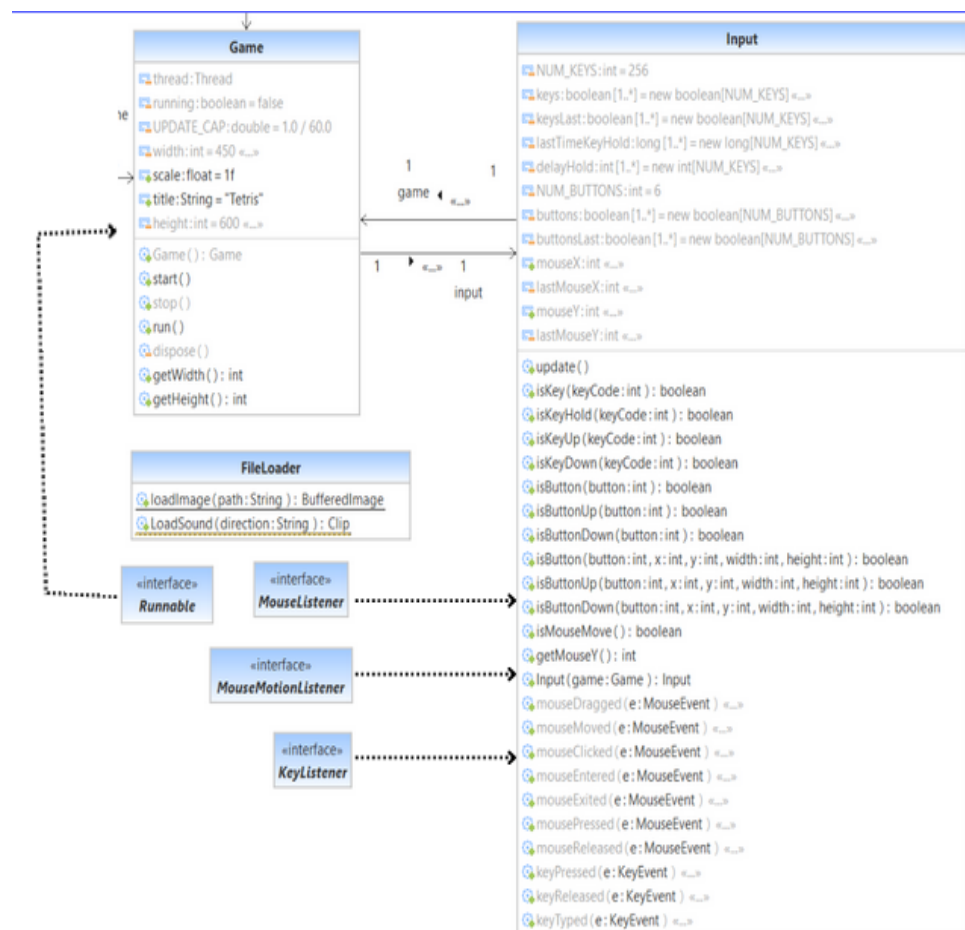 Game
thread:Thread
running:boolean = false
UPDATE_CAP:double = 1.0 / 60.0
width:int = 450 «...»
scale:float = 1f
title:String = "Tetris"
height:int = 600 «...»
Game() : Game
start()
stop()
run()
dispose()
getWidth() : int
getHeight() : int
1
1
game
«...»
1
«...»
1
input
Input
NUM_KEYS:int = 256
keys:boolean [1..*] = new boolean[NUM_KEYS] «...»
keysLast:boolean [1..*] = new boolean[NUM_KEYS] «...»
lastTimeKeyHold:long [1..*] = new long[NUM_KEYS] «...»
delayHold:int [1..*] = new int[NUM_KEYS] «...»
NUM_BUTTONS:int = 6
buttons:boolean [1..*] = new boolean[NUM_BUTTONS] «...»
buttonsLast:boolean [1..*] = new boolean[NUM_BUTTONS] «...»
mouseX:int «...»
lastMouseX:int «...»
mouseY:int «...»
lastMouseY:int «...»
update()
isKey(keyCode:int) : boolean
isKeyHold(keyCode:int) : boolean
isKeyUp(keyCode:int) : boolean
isKeyDown(keyCode:int) : boolean
isButton(button:int) : boolean
isButtonUp(button:int) : boolean
isButtonDown(button:int) : boolean
isButton(button:int, x:int, y:int, width:int, height:int) : boolean
isButtonUp(button:int, x:int, y:int, width:int, height:int) : boolean
isButtonDown(button:int, x:int, y:int, width:int, height:int) : boolean
isMouseMove() : boolean
getMouseY() : int
Input(game:Game) : Input
mouseDragged(e:MouseEvent) «...»
mouseMoved(e:MouseEvent) «...»
mouseClicked(e:MouseEvent) «...»
mouseEntered(e:MouseEvent) «...»
mouseExited(e:MouseEvent) «...»
mousePressed(e:MouseEvent) «...»
mouseReleased(e:MouseEvent) «...»
keyPressed(e:KeyEvent) «...»
keyReleased(e:KeyEvent) «...»
keyTyped(e:KeyEvent) «...»
FileLoader
loadImage(path:String) : BufferedImage
LoadSound(direction:String) : Clip
«interface»
Runnable
«interface»
MouseListener
«interface»
MouseMotionListener
«interface»
KeyListener